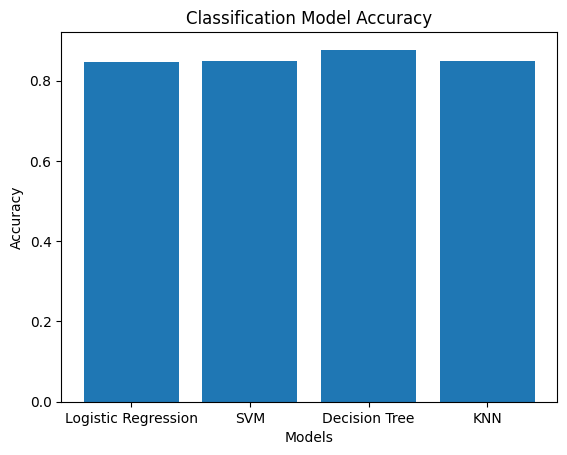 Classification Model Accuracy
Accuracy
0.8
0.6
0.4
0.2
0.0
Logistic Regression SVM Decision Tree KNN
Models